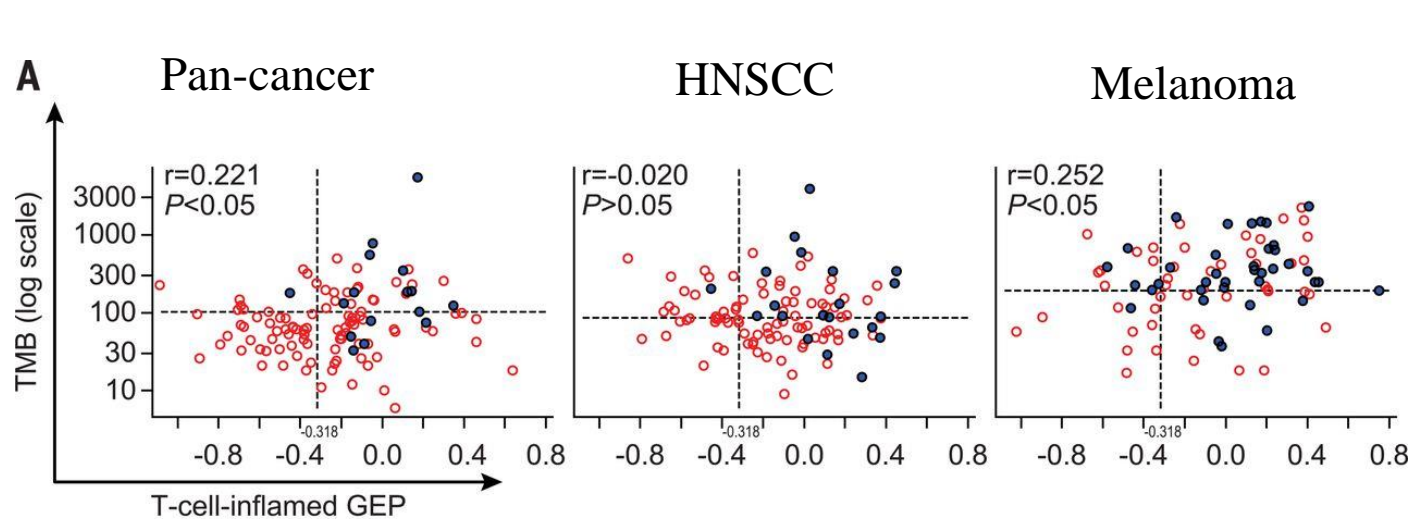 A
Pan-cancer
HNSCC
Melanoma
TMB (log scale)
3000
1000
300
100
30
10
r=0.221
P<0.05
r=-0.020
P>0.05
r=0.252
P<0.05
-0.318
-0.318
-0.318
-0.8 -0.4 0.0 0.4 0.8
-0.8 -0.4 0.0 0.4 0.8
-0.8 -0.4 0.0 0.4 0.8
T-cell-inflamed GEP